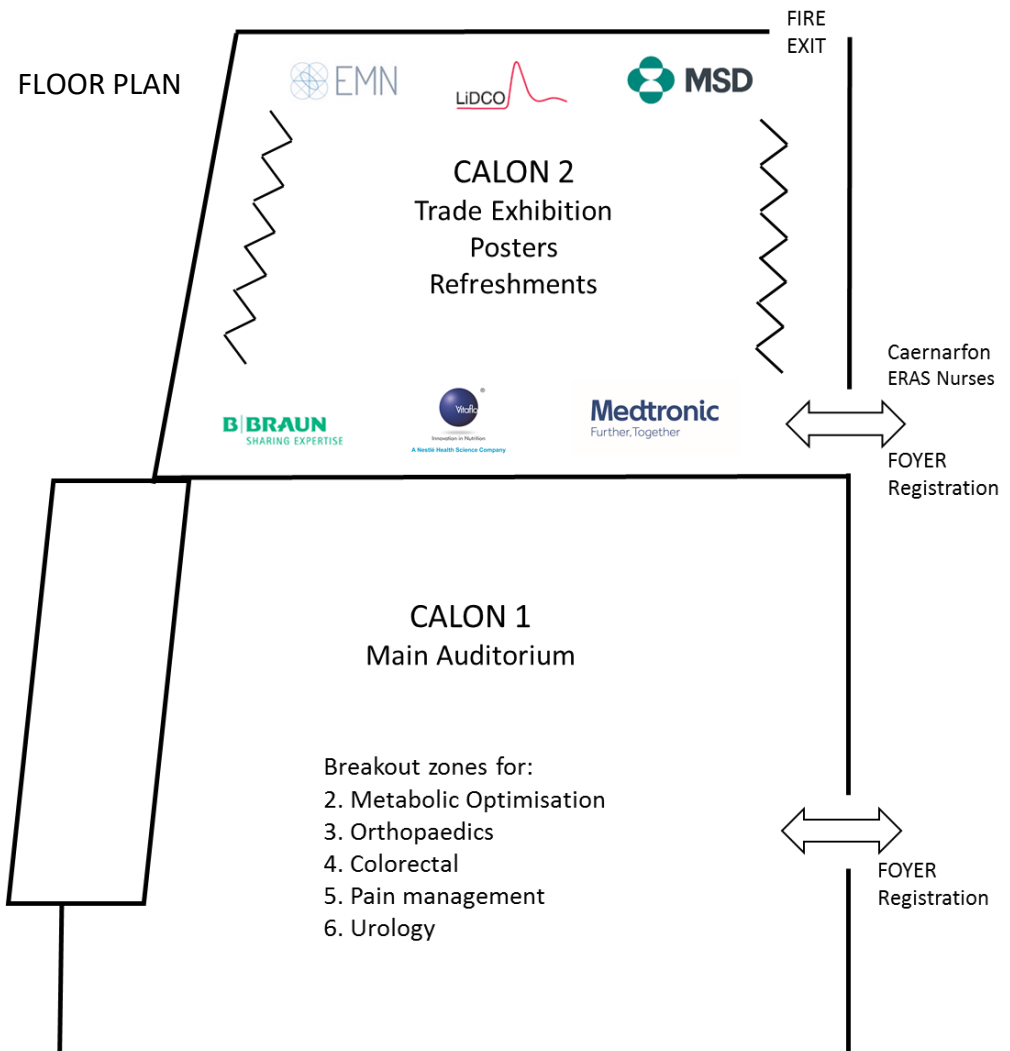 FIRE
EXIT
FLOOR PLAN
EMN
LiDCO
MSD
CALON 2
Trade Exhibition
Posters
Refreshments
Caernarfon
ERAS Nurses
B|BRAUN
SHARING EXPERTISE
Vitaflo
®
Innovation in Nutrition
A Nestlé Health Science Company
Medtronic
Further, Together
FOYER
Registration
CALON 1
Main Auditorium
Breakout zones for:
2. Metabolic Optimisation
3. Orthopaedics
4. Colorectal
5. Pain management
6. Urology
FOYER
Registration